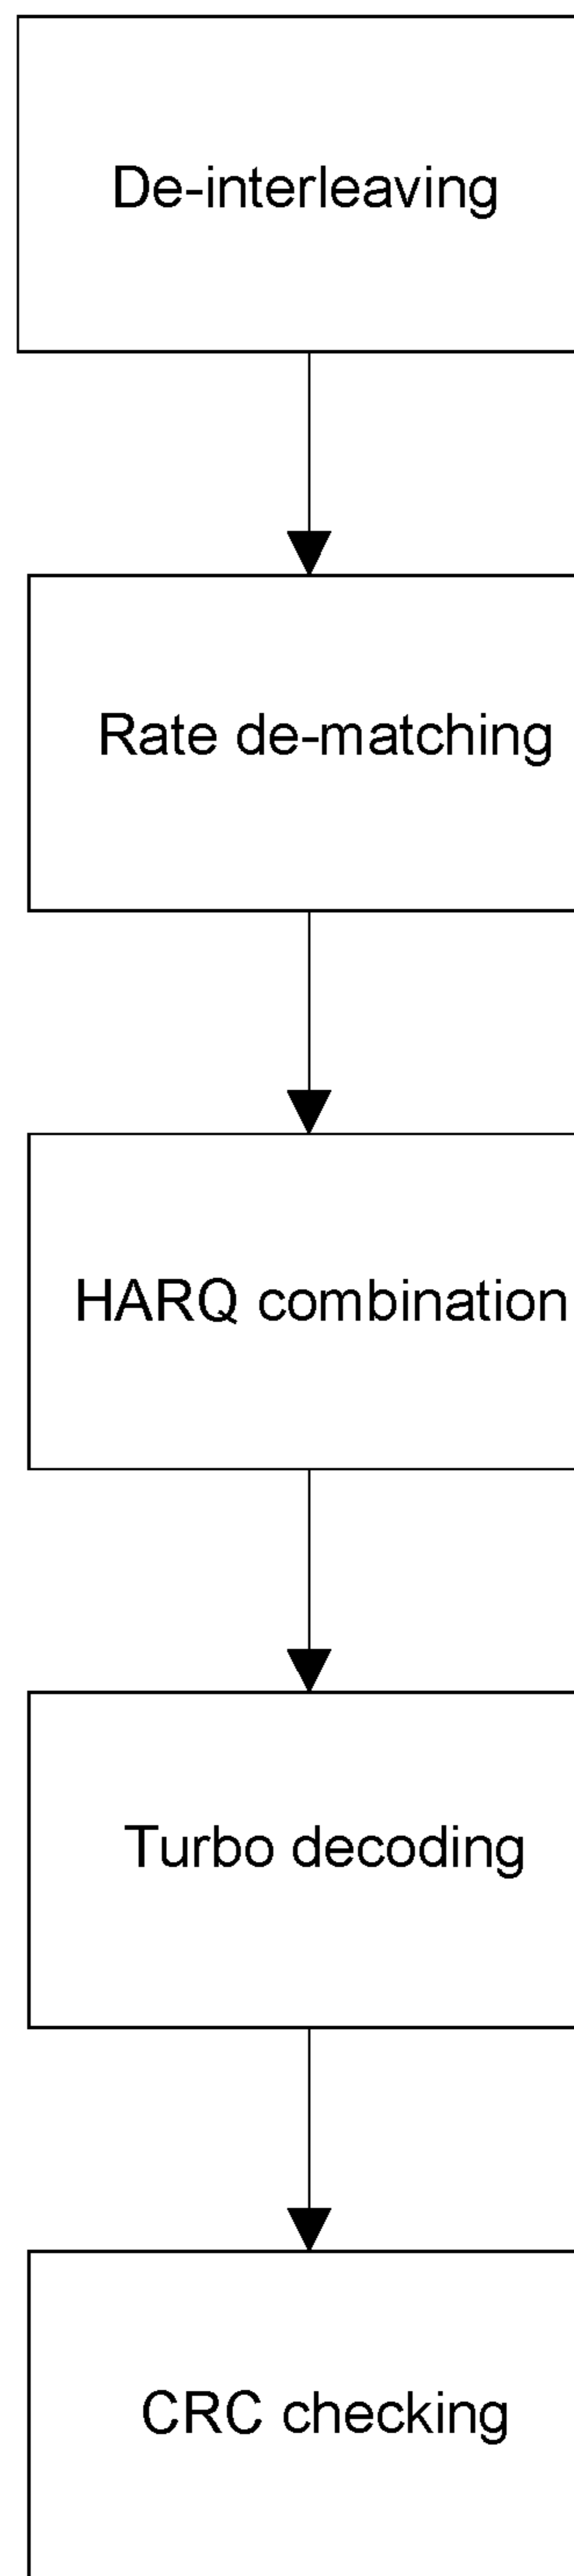 De-interleaving
Rate de-matching
HARQ combination
Turbo decoding
CRC checking